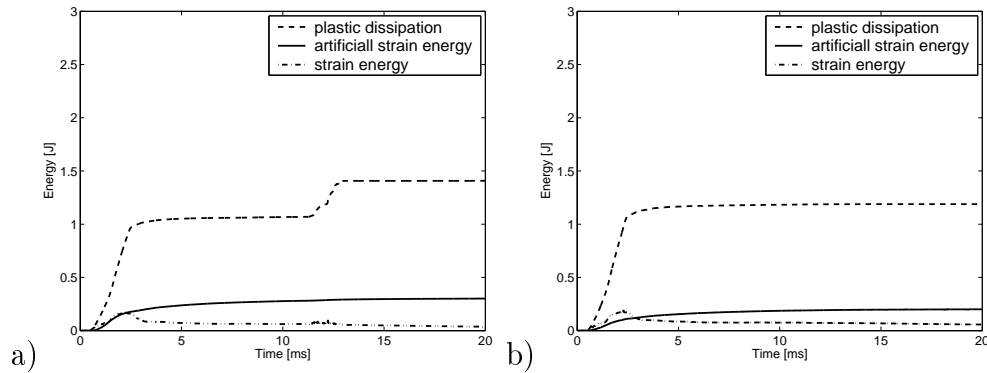 plastic dissipation
artificiall strain energy
strain energy
3
2.5
2
1.5
1
0.5
0
Energy [J]
0 5 10 15 20
Time [ms]
a)
plastic dissipation
artificiall strain energy
strain energy
3
2.5
2
1.5
1
0.5
0
Energy [J]
0 5 10 15 20
Time [ms]
b)